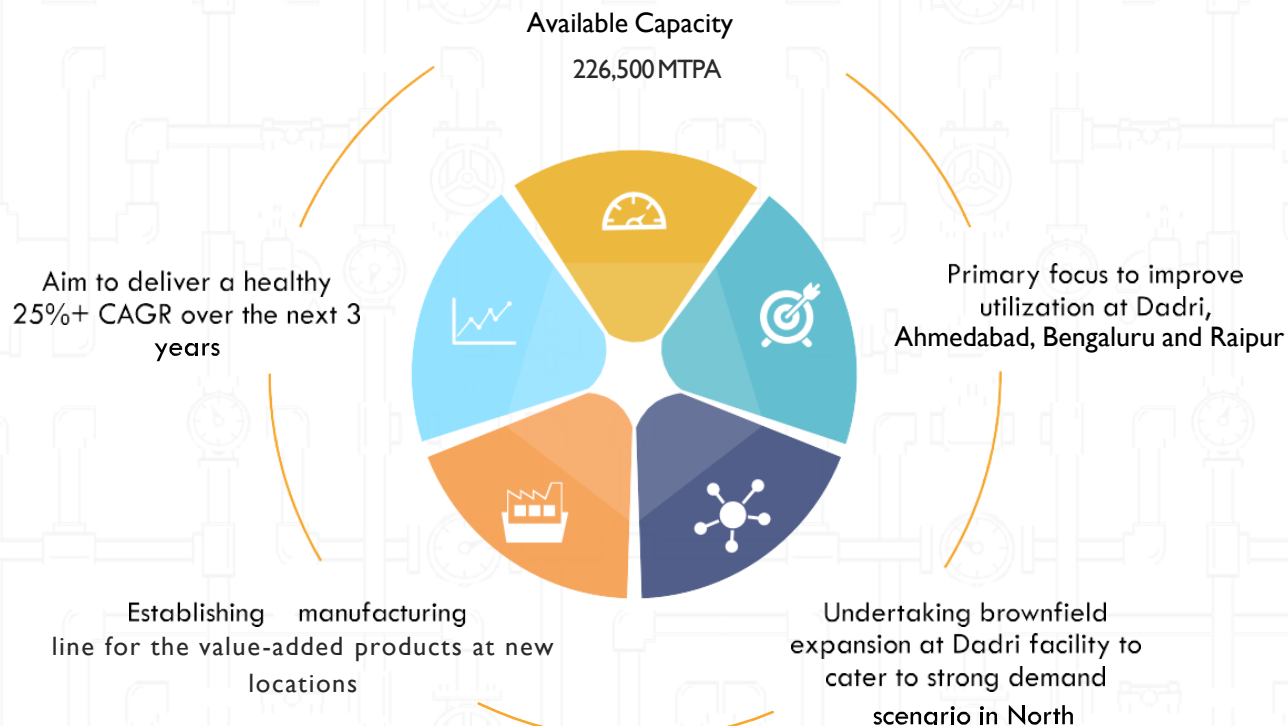 Available Capacity
226,500 MTPA
Aim to deliver a healthy
25%+ CAGR over the next 3
years
Primary focus to improve
utilization at Dadri,
Ahmedabad, Bengaluru and Raipur
Establishing manufacturing
line for the value-added products at new
locations
Undertaking brownfield
expansion at Dadri facility to
cater to strong demand
scenario in North